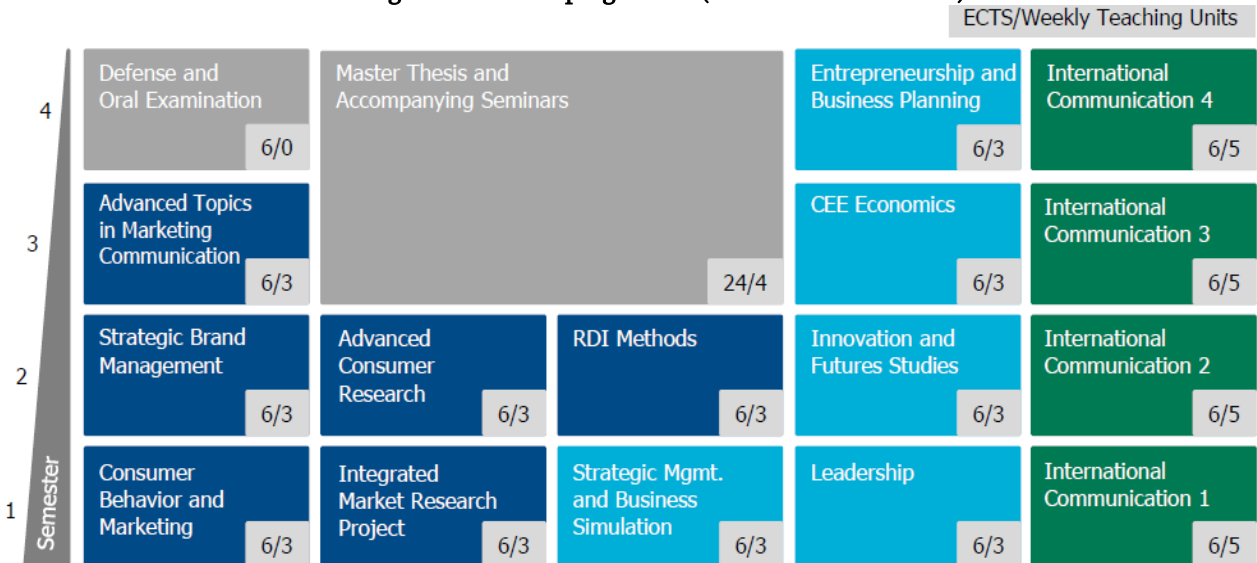 ECTS/Weekly Teaching Units
4
Defense and
Oral Examination
6/0
Master Thesis and
Accompanying Seminars
24/4
Entrepreneurship and
Business Planning
6/3
International
Communication 4
6/5
3
Advanced Topics
in Marketing
Communication
6/3
CEE Economics
6/3
International
Communication 3
6/5
2
Strategic Brand
Management
6/3
Advanced
Consumer
Research
6/3
RDI Methods
6/3
Innovation and
Futures Studies
6/3
International
Communication 2
6/5
1
Semester
Consumer
Behavior and
Marketing
6/3
Integrated
Market Research
Project
6/3
Strategic Mgmt.
and Business
Simulation
6/3
Leadership
6/3
International
Communication 1
6/5